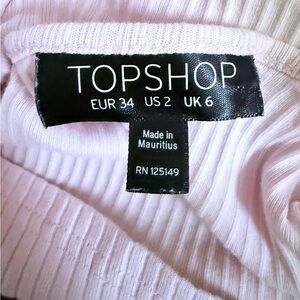 TOPSHOP
EUR 34 US 2 UK 6
Made in
Mauritius
RN 125149